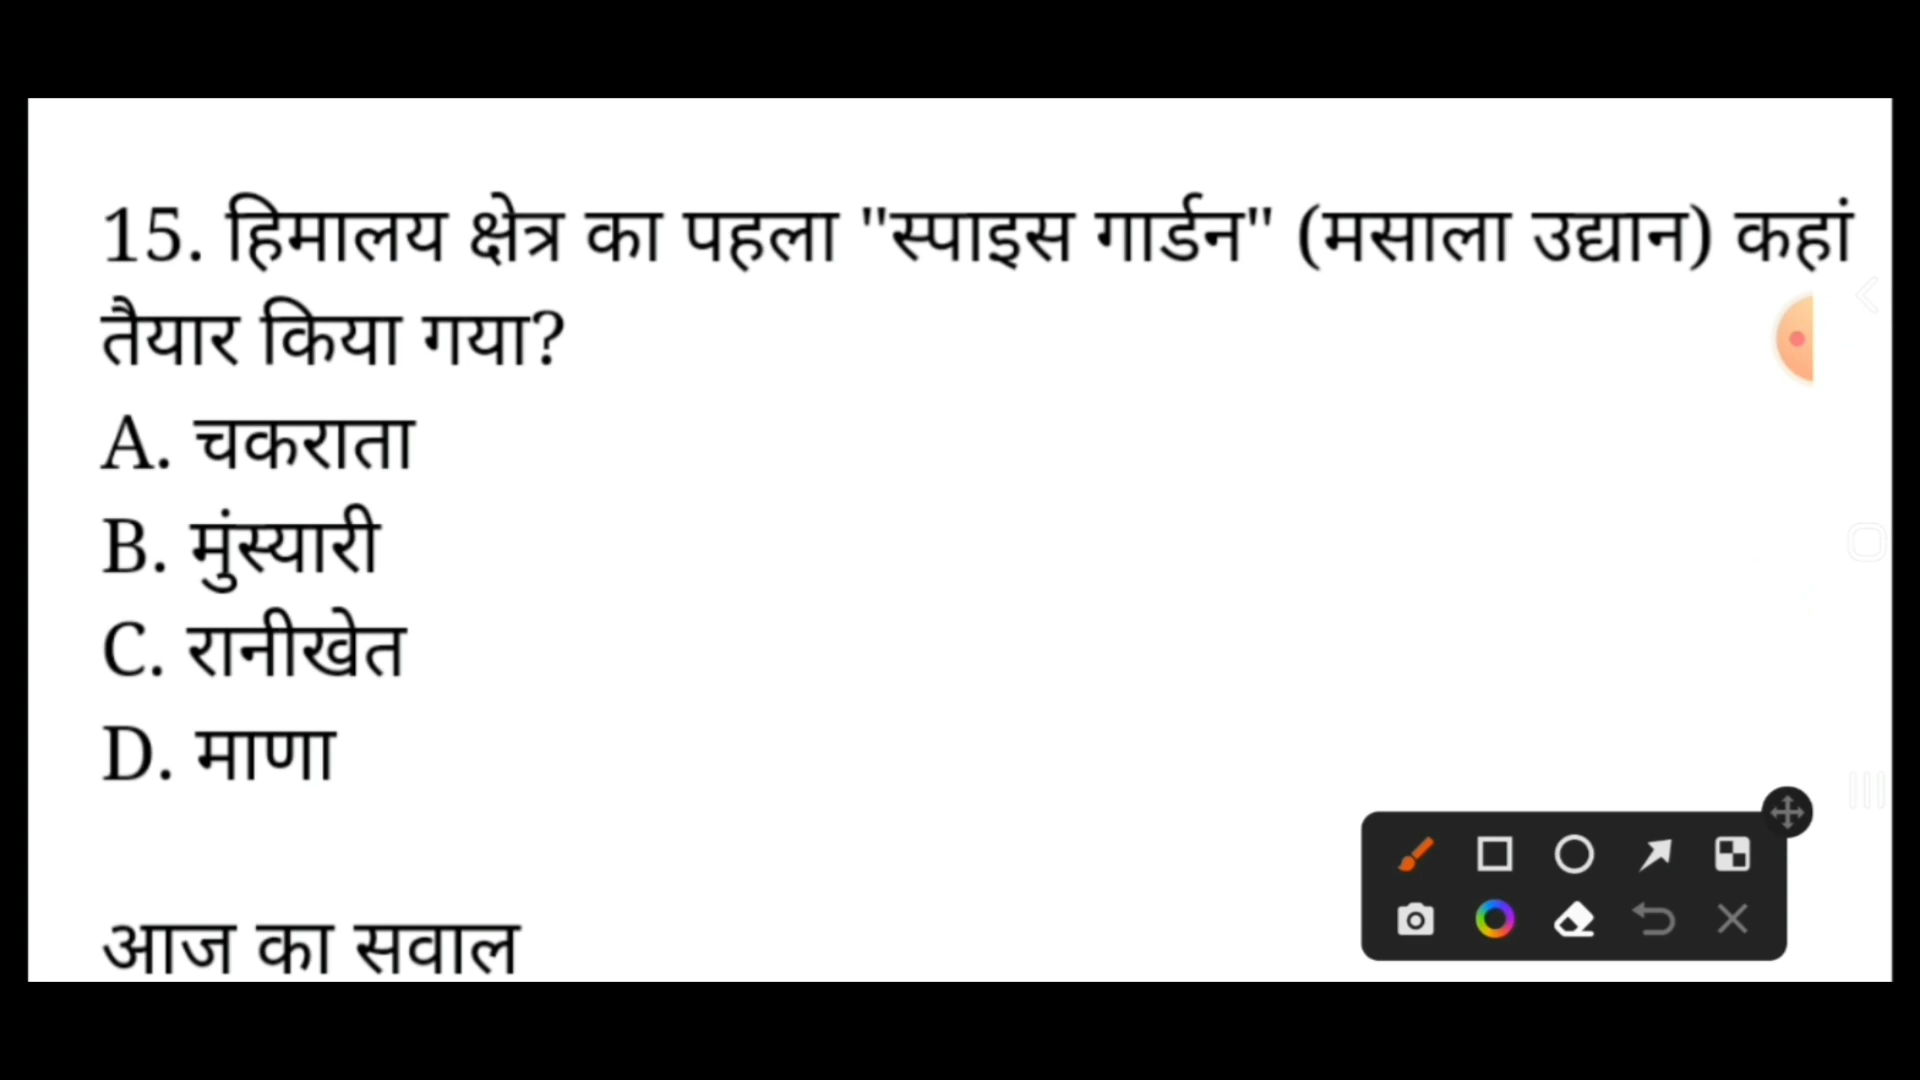 15. हिमालय क्षेत्र का पहला "स्पाइस गार्डन" (मसाला उद्यान) कहां
तैयार किया गया?
A. चकराता
B. मुंस्यारी
C. रानीखेत
D. माणा
आज का सवाल